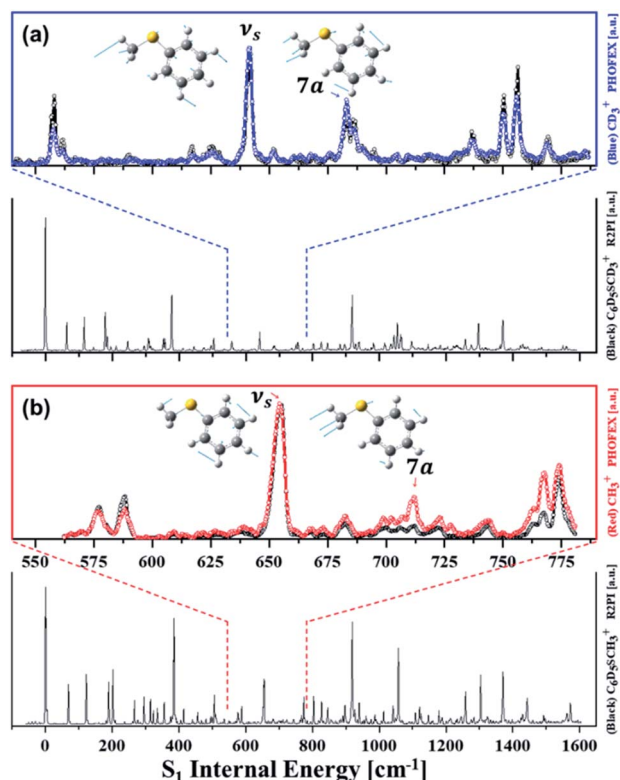 (a)
νs
7a
(Blue) CD3+ PHOFEX [a.u.]
(Black) C6D5SCD3+ R2PI [a.u.]
(b)
νs
7a
(Red) CH3+ PHOFEX [a.u.]
550 575 600 625 650 675 700 725 750 775
(Black) C6D5SCH3+ R2PI [a.u.]
0 200 400 600 800 1000 1200 1400 1600
S1 Internal Energy [cm-1]